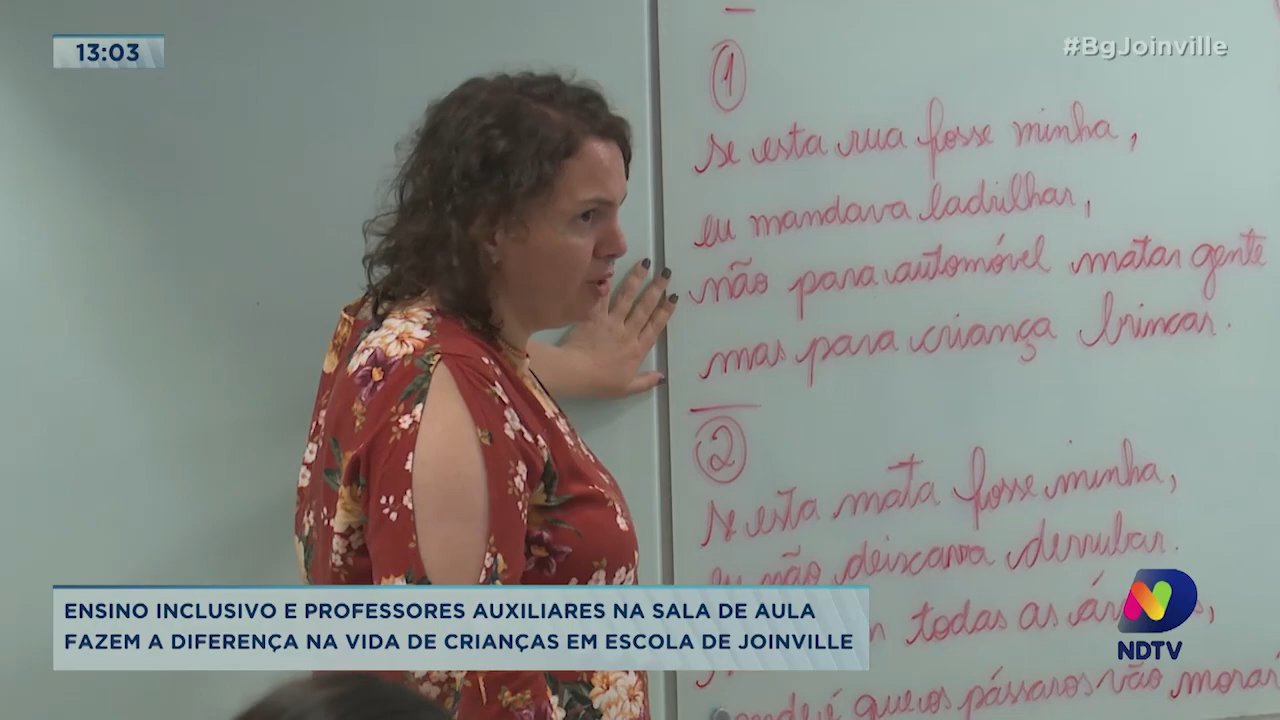 13:03
#BgJoinville
1
Se esta rua fosse minha,
eu mandava ladrilhar,
não para automóvel matar gente
mas para criança brincar.
2
Se esta mata fosse minha,
eu não deixava derrubar.
todas as
que os pássaros vão morar
ENSINO INCLUSIVO E PROFESSORES AUXILIARES NA SALA DE AULA
FAZEM A DIFERENÇA NA VIDA DE CRIANÇAS EM ESCOLA DE JOINVILLE
NDTV